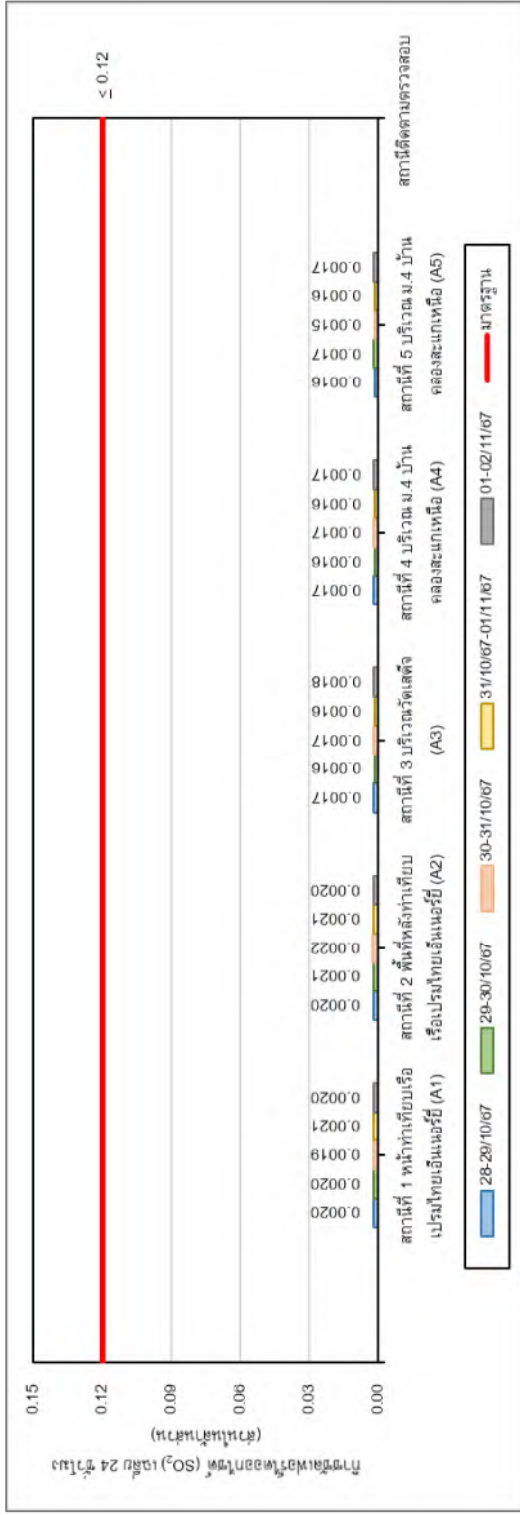 ก๊าซซัลเฟอร์ไดออกไซด์ (SO₂) เฉลี่ย 24 ชั่วโมง
(ส่วนในล้านส่วน)
0.15
0.12
0.09
0.06
0.03
0.00
≤ 0.12
0.0020 0.0020 0.0019 0.0021 0.0020
0.0020 0.0021 0.0022 0.0021 0.0020
0.0017 0.0016 0.0017 0.0016 0.0018
0.0017 0.0016 0.0017 0.0016 0.0017
0.0016 0.0017 0.0015 0.0016 0.0017
สถานีที่ 1 หน้าท่าเทียบเรือ
เปรมไทยเอ็นเนอร์ยี่ (A1)
สถานีที่ 2 พื้นที่หลังท่าเทียบ
เรือเปรมไทยเอ็นเนอร์ยี่ (A2)
สถานีที่ 3 บริเวณวัดเสด็จ
(A3)
สถานีที่ 4 บริเวณ ม.4 บ้าน
คลองสะแกเหนือ (A4)
สถานีที่ 5 บริเวณ ม.4 บ้าน
คลองสะแกเหนือ (A5)
สถานีติดตามตรวจสอบ
28-29/10/67 29-30/10/67 30-31/10/67 31/10/67-01/11/67 01-02/11/67 มาตรฐาน